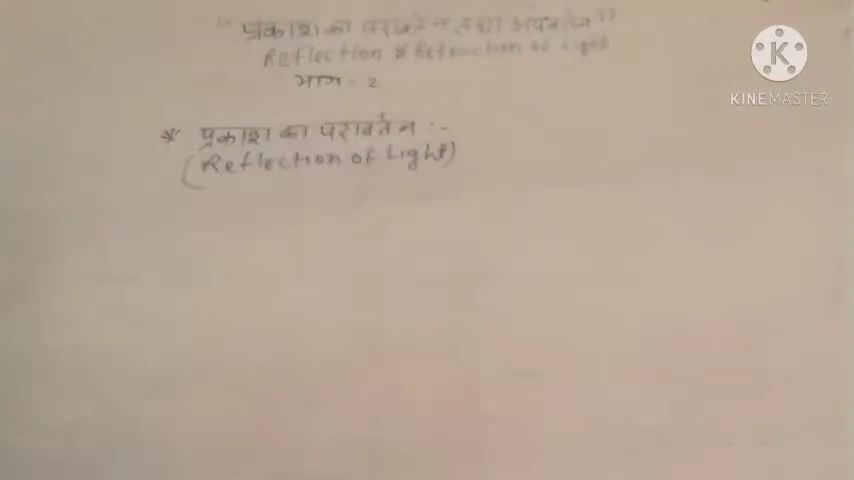 "प्रकाश का परावर्तन तथा अपवर्तन"
Reflection & Refraction of Light
भाग - 2
* प्रकाश का परावर्तन :-
(Reflection of Light)
KINEMASTER